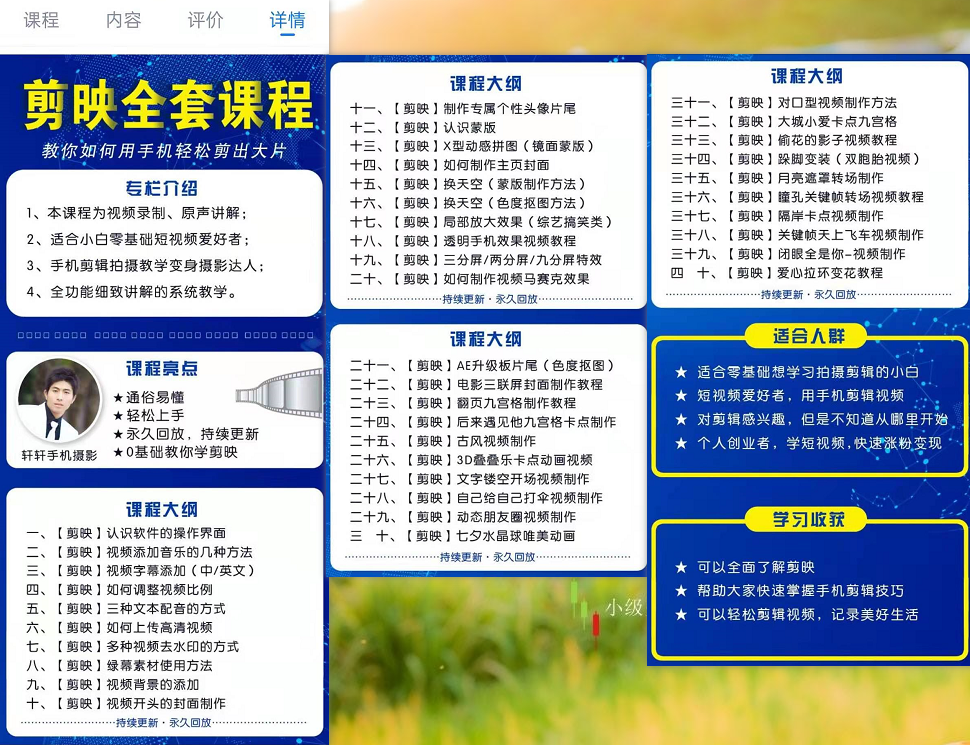 课程
内容
评价
详情
剪映全套课程
教你如何用手机轻松剪出大片
专栏介绍
1、本课程为视频录制、原声讲解；
2、适合小白零基础短视频爱好者；
3、手机剪辑拍摄教学变身摄影达人；
4、全功能细致讲解的系统教学。
课程亮点
★通俗易懂
★轻松上手
★永久回放，持续更新
★0基础教你学剪映
轩轩手机摄影
课程大纲
一、【剪映】认识软件的操作界面
二、【剪映】视频添加音乐的几种方法
三、【剪映】视频字幕添加（中/英文）
四、【剪映】如何调整视频比例
五、【剪映】三种文本配音的方式
六、【剪映】如何上传高清视频
七、【剪映】多种视频去水印的方式
八、【剪映】绿幕素材使用方法
九、【剪映】视频背景的添加
十、【剪映】视频开头的封面制作
持续更新·永久回放
课程大纲
十一、【剪映】制作专属个性头像片尾
十二、【剪映】认识蒙版
十三、【剪映】X型动感拼图（镜面蒙版）
十四、【剪映】如何制作主页封面
十五、【剪映】换天空（蒙版制作方法）
十六、【剪映】换天空（色度抠图方法）
十七、【剪映】局部放大效果（综艺搞笑类）
十八、【剪映】透明手机效果视频教程
十九、【剪映】三分屏/两分屏/九分屏特效
二十、【剪映】如何制作视频马赛克效果
持续更新·永久回放
课程大纲
二十一、【剪映】AE升级板片尾（色度抠图）
二十二、【剪映】电影三联屏封面制作教程
二十三、【剪映】翻页九宫格制作教程
二十四、【剪映】后来遇见他九宫格卡点制作
二十五、【剪映】古风视频制作
二十六、【剪映】3D叠叠乐卡点动画视频
二十七、【剪映】文字镂空开场视频制作
二十八、【剪映】自己给自己打伞视频制作
二十九、【剪映】动态朋友圈视频制作
三 十、【剪映】七夕水晶球唯美动画
持续更新·永久回放
小级
课程大纲
三十一、【剪映】对口型视频制作方法
三十二、【剪映】大城小爱卡点九宫格
三十三、【剪映】偷花的影子视频教程
三十四、【剪映】跺脚变装（双胞胎视频）
三十五、【剪映】月亮遮罩转场制作
三十六、【剪映】瞳孔关键帧转场视频教程
三十七、【剪映】隔岸卡点视频制作
三十八、【剪映】关键帧天上飞车视频制作
三十九、【剪映】闭眼全是你-视频制作
四 十、【剪映】爱心拉环变花教程
持续更新·永久回放
适合人群
★ 适合零基础想学习拍摄剪辑的小白
★ 短视频爱好者，用手机剪辑视频
★ 对剪辑感兴趣，但是不知道从哪里开始
★ 个人创业者，学短视频,快速涨粉变现
学习收获
★ 可以全面了解剪映
★ 帮助大家快速掌握手机剪辑技巧
★ 可以轻松剪辑视频，记录美好生活